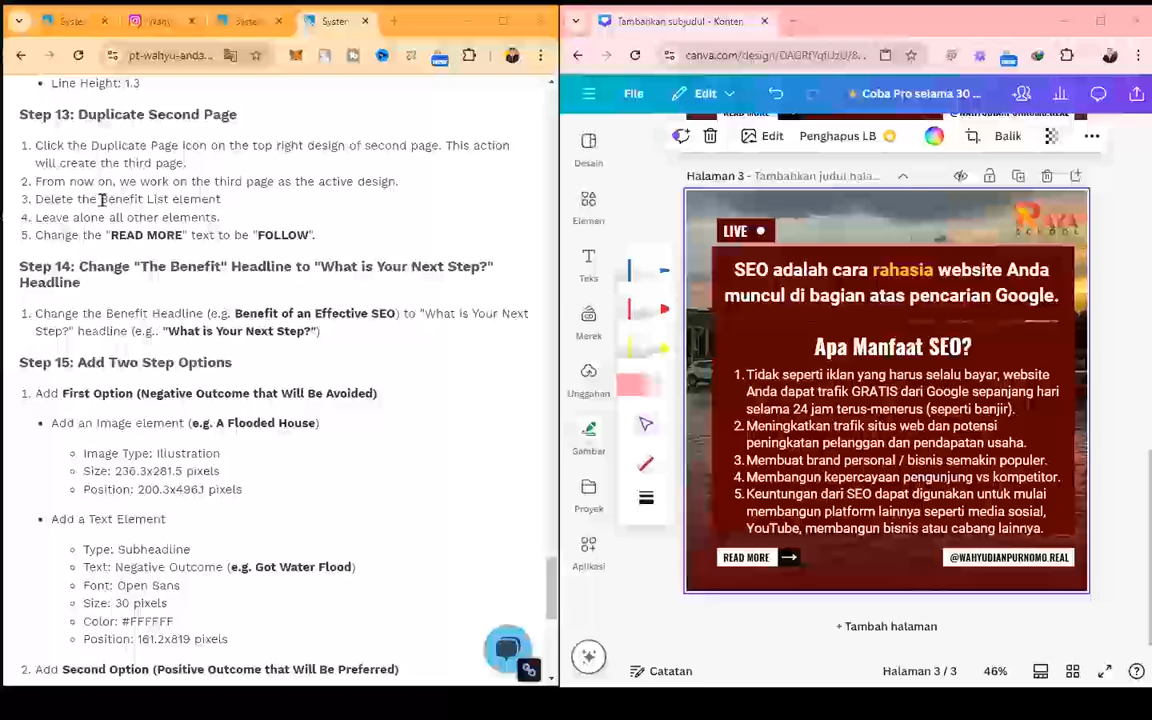 Syste
Wahy
Syste
System
pt-wahyu-anda...
Line Height: 1.3
Step 13: Duplicate Second Page
1. Click the Duplicate Page icon on the top right design of second page. This action
will create the third page.
2. From now on, we work on the third page as the active design.
3. Delete the Benefit List element
4. Leave alone all other elements.
5. Change the "READ MORE" text to be "FOLLOW".
Step 14: Change "The Benefit" Headline to "What is Your Next Step?"
Headline
1. Change the Benefit Headline (e.g. Benefit of an Effective SEO) to "What is Your Next
Step?" headline (e.g.. "What is Your Next Step?")
Step 15: Add Two Step Options
1. Add First Option (Negative Outcome that Will Be Avoided)
Add an Image element (e.g. A Flooded House)
Image Type: Illustration
Size: 236.3x281.5 pixels
Position: 200.3x496.1 pixels
Add a Text Element
Type: Subheadline
Text: Negative Outcome (e.g. Got Water Flood)
Font: Open Sans
Size: 30 pixels
Color: #FFFFFF
Position: 161.2x819 pixels
2. Add Second Option (Positive Outcome that Will Be Preferred)
Tambahkan subjudul - Konten
File
Edit
Coba Pro selama 30 ...
Edit
Penghapus LB
Balik
Desain
Elemen
Teks
Merek
Unggahan
Gambar
Proyek
Aplikasi
Halaman 3 - Tambahkan judul hala...
LIVE
SCHOOL
SEO adalah cara rahasia website Anda
muncul di bagian atas pencarian Google.
Apa Manfaat SEO?
1. Tidak seperti iklan yang harus selalu bayar, website
Anda dapat trafik GRATIS dari Google sepanjang hari
selama 24 jam terus-menerus (seperti banjir).
2. Meningkatkan trafik situs web dan potensi
peningkatan pelanggan dan pendapatan usaha.
3. Membuat brand personal / bisnis semakin populer.
4. Membangun kepercayaan pengunjung vs kompetitor.
5. Keuntungan dari SEO dapat digunakan untuk mulai
membangun platform lainnya seperti media sosial,
YouTube, membangun bisnis atau cabang lainnya.
READ MORE
@WAHYUDIANPURNOMO.REAL
+ Tambah halaman
Catatan
Halaman 3 / 3
46%